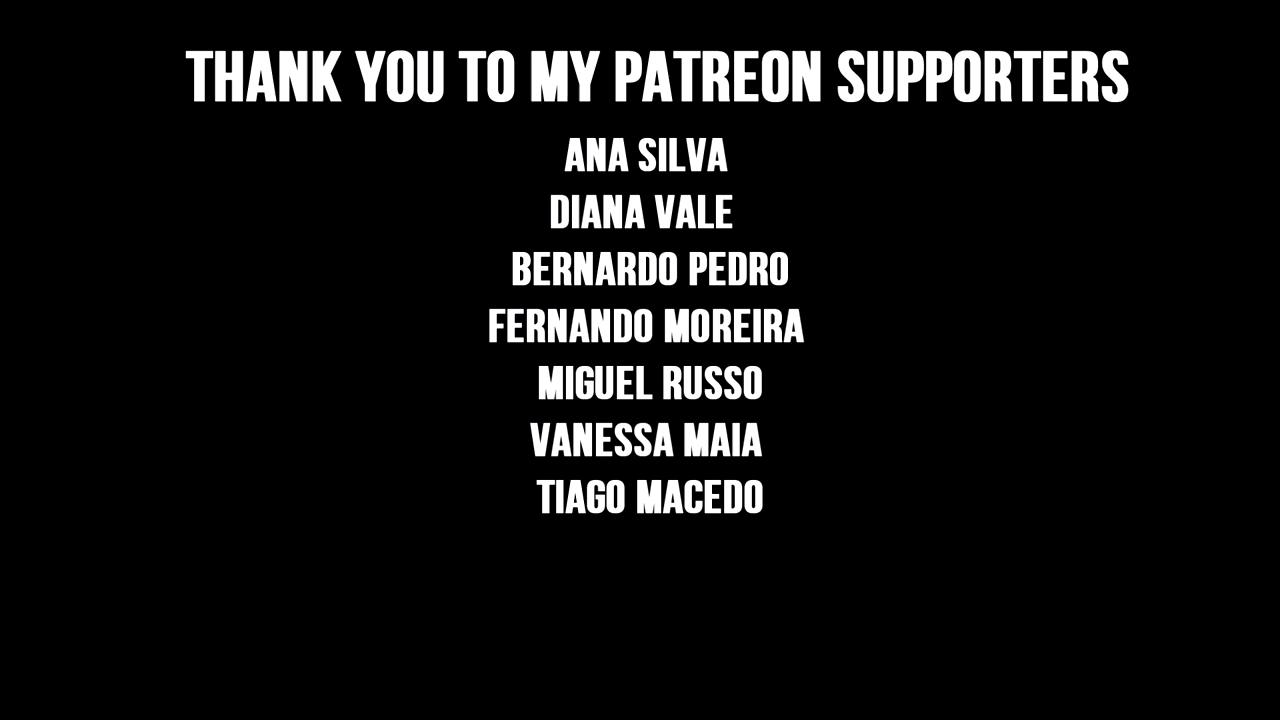 THANK YOU TO MY PATREON SUPPORTERS
ANA SILVA
DIANA VALE
BERNARDO PEDRO
FERNANDO MOREIRA
MIGUEL RUSSO
VANESSA MAIA
TIAGO MACEDO